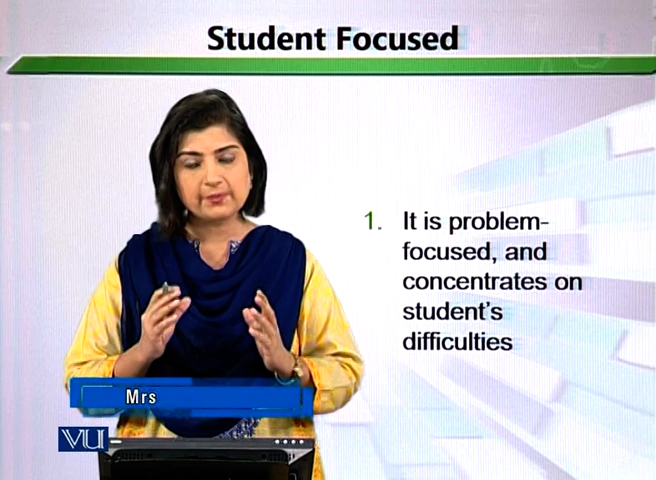 Student Focused
1. It is problem-
focused, and
concentrates on
student's
difficulties
Mrs
VU